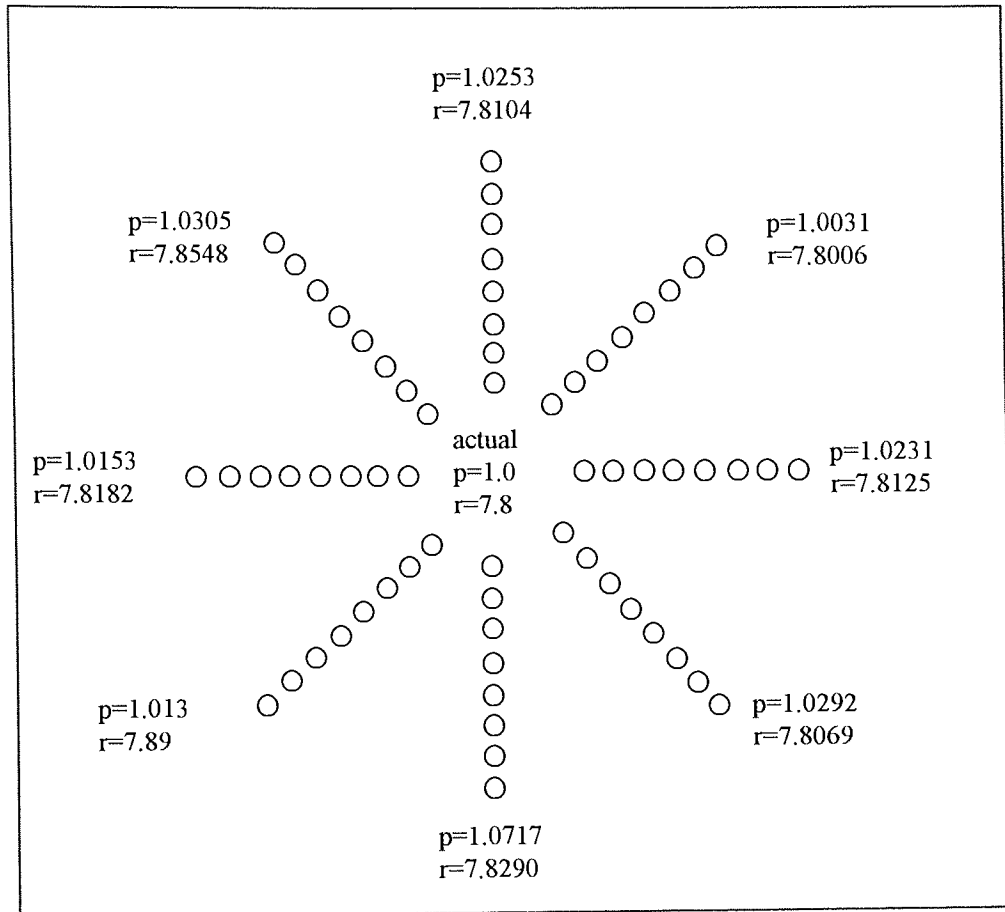 p=1.0253
r=7.8104
p=1.0305
r=7.8548
p=1.0031
r=7.8006
actual
p=1.0
r=7.8
p=1.0153
r=7.8182
p=1.0231
r=7.8125
p=1.013
r=7.89
p=1.0292
r=7.8069
p=1.0717
r=7.8290